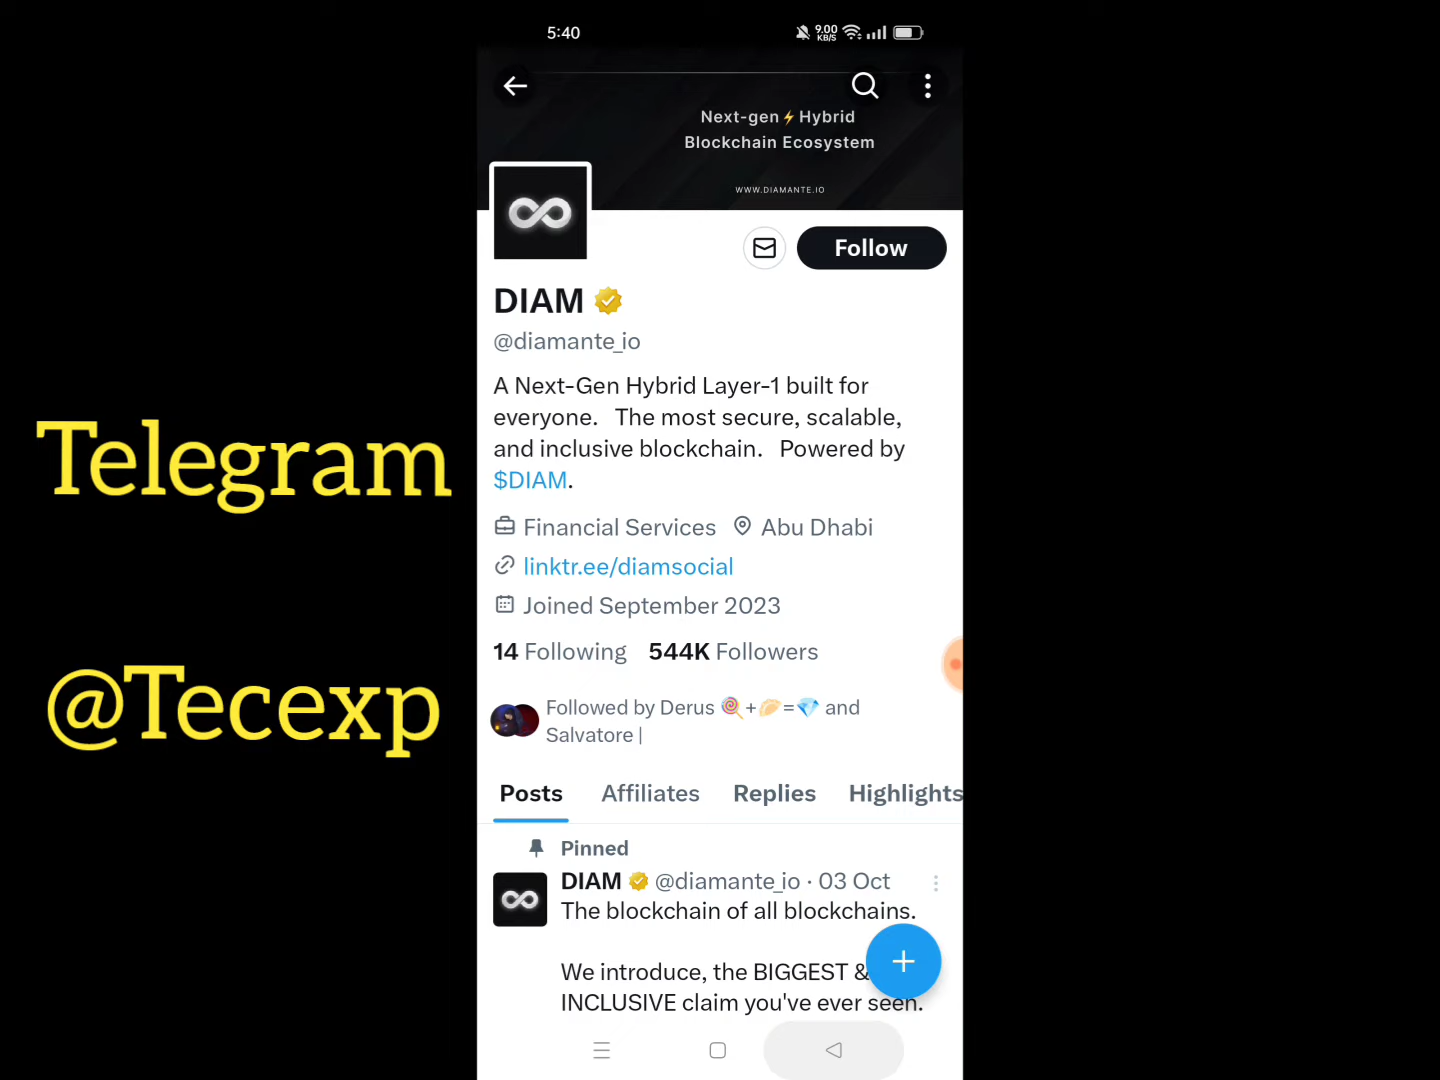 5:40
9.00
KB/S
Next-gen⚡Hybrid
Blockchain Ecosystem
WWW.DIAMANTE.IO
Follow
DIAM
@diamante_io
A Next-Gen Hybrid Layer-1 built for
everyone. The most secure, scalable,
and inclusive blockchain. Powered by
$DIAM.
Financial Services Abu Dhabi
linktr.ee/diamsocial
Joined September 2023
14 Following 544K Followers
Followed by Derus 🍭+🥟=💎 and
Salvatore |
Posts Affiliates Replies Highlights
Pinned
DIAM @diamante_io · 03 Oct
The blockchain of all blockchains.
We introduce, the BIGGEST &
INCLUSIVE claim you've ever seen.
Telegram
@Tecexp